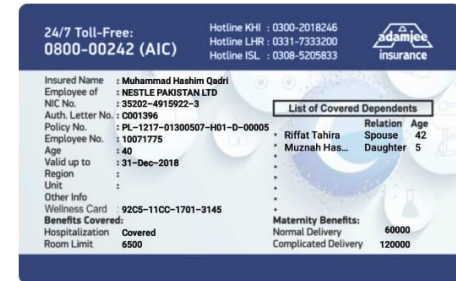 24/7 Toll-Free:
0800-00242 (AIC)
Hotline KHI : 0300-2018246
Hotline LHR : 0331-7333200
Hotline ISL : 0308-5205833
adamjee
insurance
Insured Name : Muhammad Hashim Qadri
Employee of : NESTLE PAKISTAN LTD
NIC No. : 35202-4915922-3
Auth. Letter No. : C001396
Policy No. : PL-1217-01300507-H01-D-00005
Employee No. : 10071775
Age : 40
Valid up to : 31-Dec-2018
Region :
Unit :
Other Info
Wellness Card : 92C5-11CC-1701-3145
Benefits Covered:
Hospitalization Covered
Room Limit 6500
List of Covered Dependents
Relation Age
Riffat Tahira Spouse 42
Muznah Has... Daughter 5
Maternity Benefits:
Normal Delivery 60000
Complicated Delivery 120000